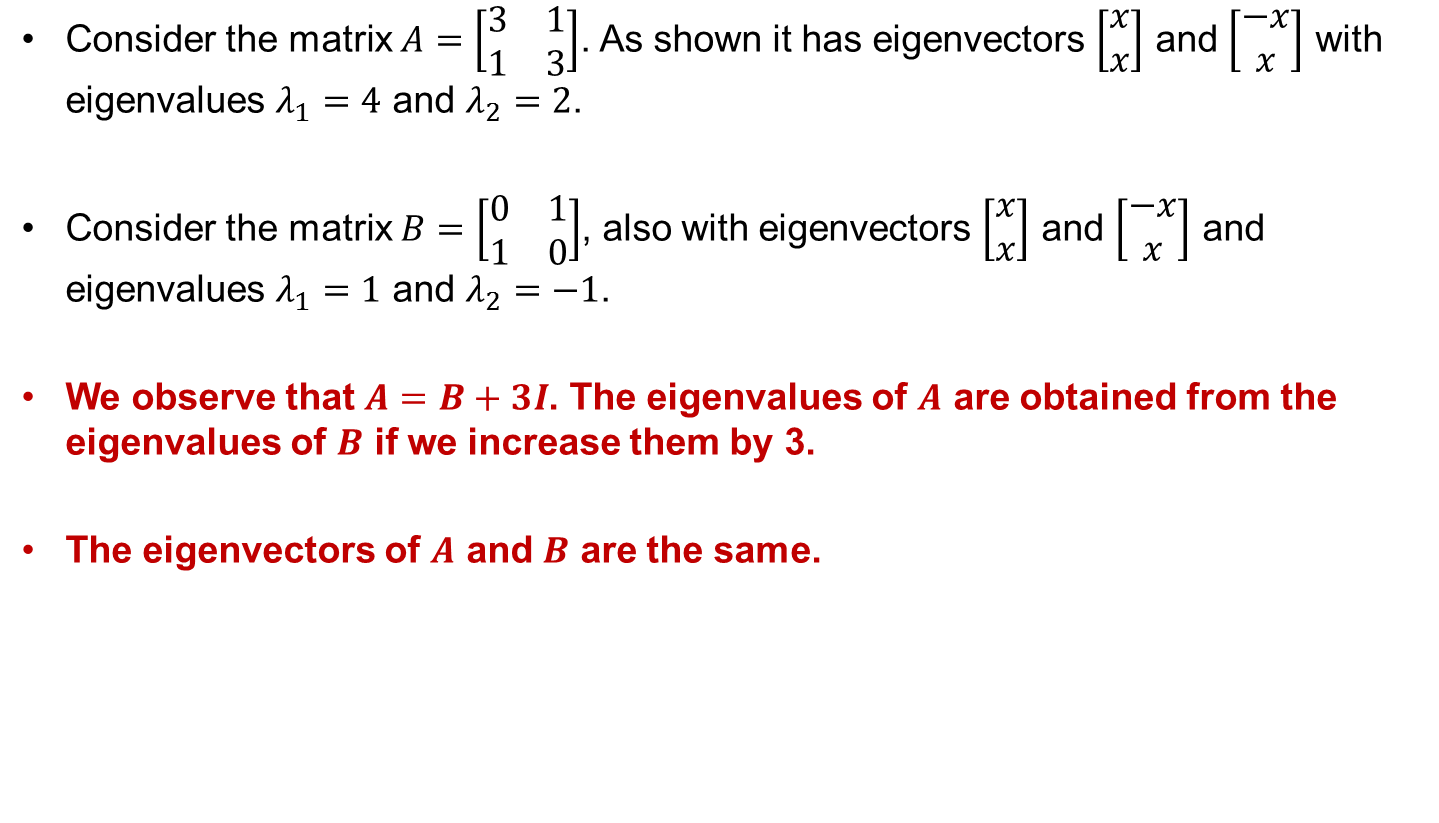 • Consider the matrix A = [3 1; 1 3]. As shown it has eigenvectors [x; x] and [−x; x] with
eigenvalues λ₁ = 4 and λ₂ = 2.
• Consider the matrix B = [0 1; 1 0], also with eigenvectors [x; x] and [−x; x] and
eigenvalues λ₁ = 1 and λ₂ = −1.
• We observe that A = B + 3I. The eigenvalues of A are obtained from the
eigenvalues of B if we increase them by 3.
• The eigenvectors of A and B are the same.